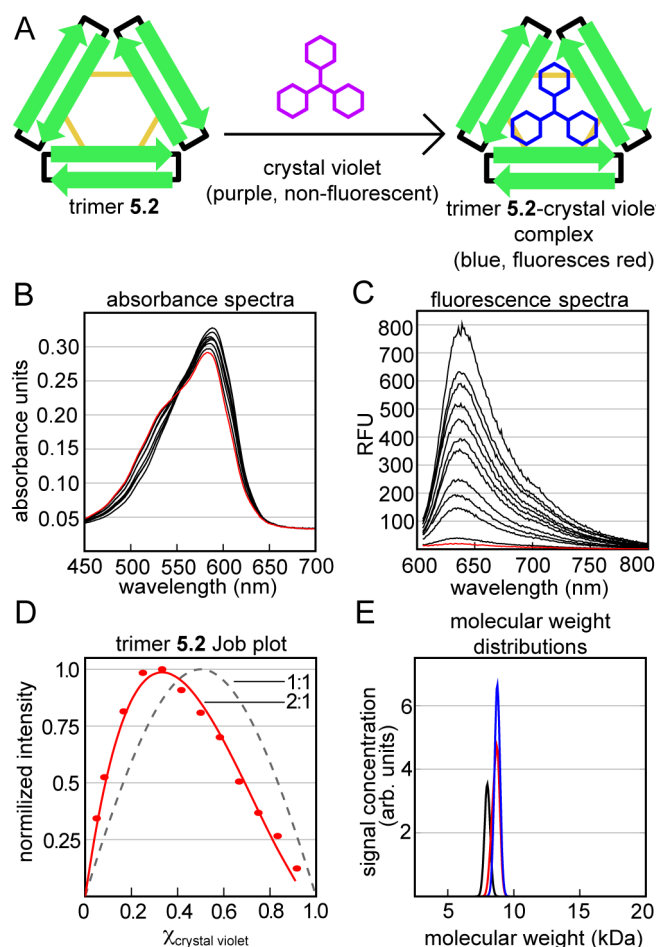 A
trimer 5.2
crystal violet
(purple, non-fluorescent)
trimer 5.2-crystal violet
complex
(blue, fluoresces red)
B
absorbance spectra
absorbance units
0.30
0.25
0.20
0.15
0.10
0.05
450 500 550 600 650 700
wavelength (nm)
C
fluorescence spectra
RFU
800
700
600
500
400
300
200
100
600 650 700 750 800
wavelength (nm)
D
trimer 5.2 Job plot
normilized intensity
1.0
0.75
0.5
0.25
1:1
2:1
0 0.2 0.4 0.6 0.8 1.0
χcrystal violet
E
molecular weight
distributions
signal concentration
(arb. units)
6
4
2
5 10 15 20
molecular weight (kDa)